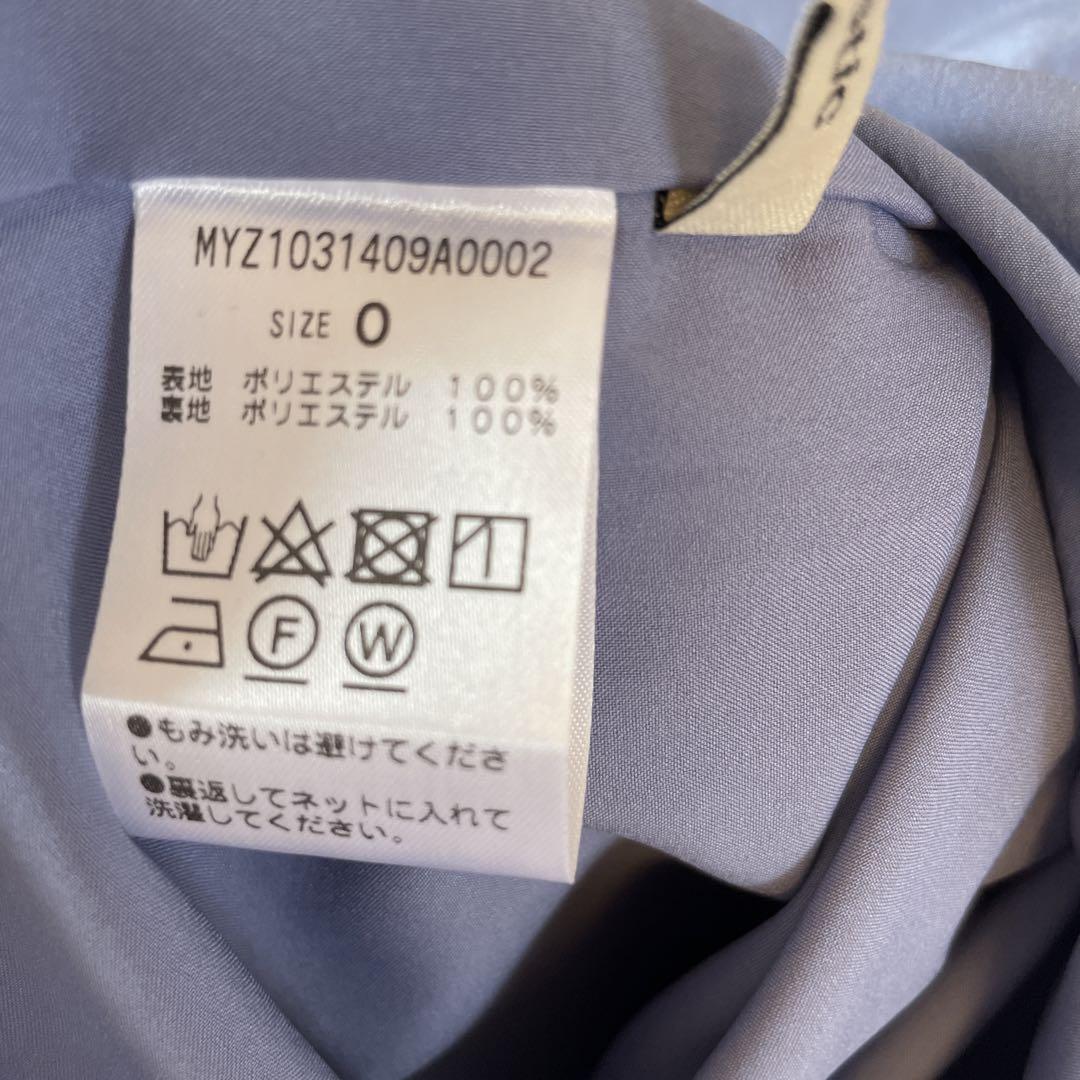 MYZ1031409A0002
SIZE 0
表地 ポリエステル 100%
裏地 ポリエステル 100%
F
W
●もみ洗いは避けてくださ
い。
●裏返してネットに入れて
洗濯してください。